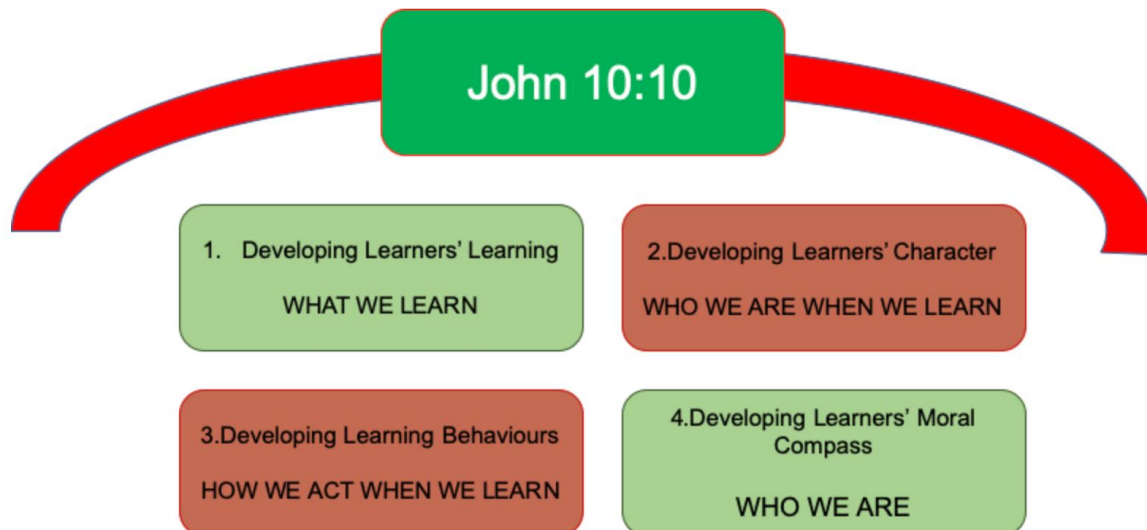 John 10:10
1. Developing Learners' Learning
WHAT WE LEARN
2.Developing Learners' Character
WHO WE ARE WHEN WE LEARN
3.Developing Learning Behaviours
HOW WE ACT WHEN WE LEARN
4.Developing Learners' Moral
Compass
WHO WE ARE